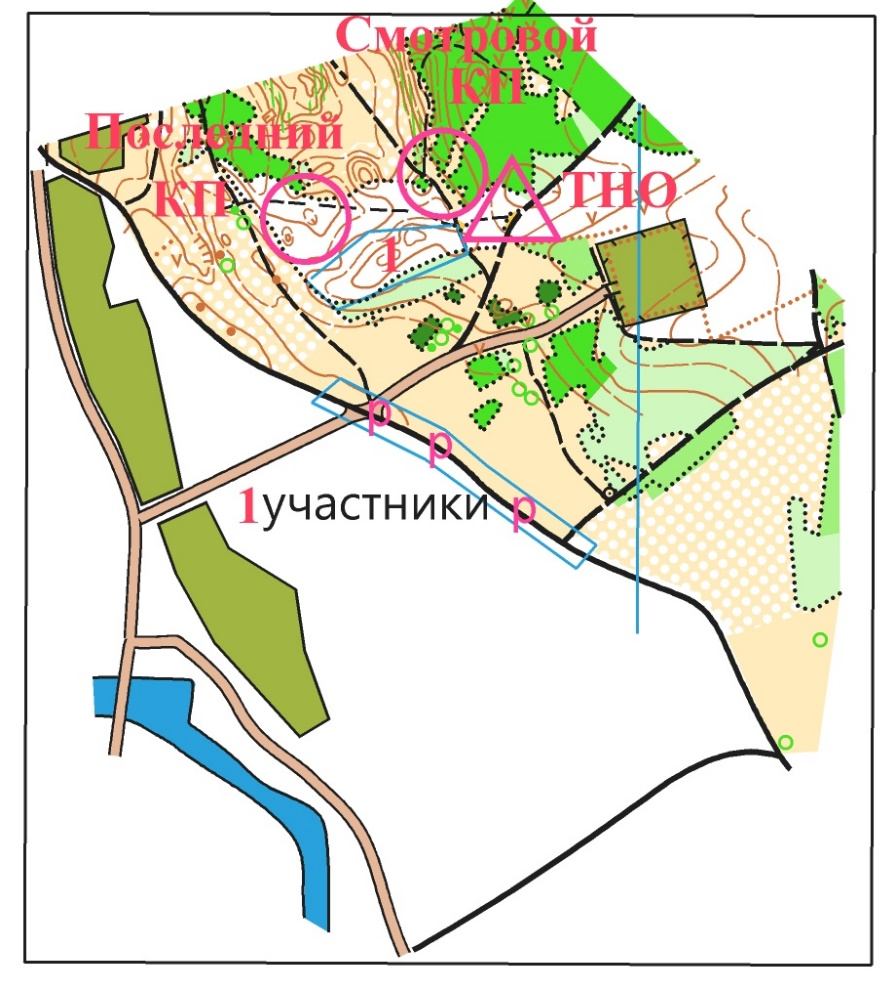 Смотровой
КП
Последний
КП
ТНО
1
р
р
р
1участники